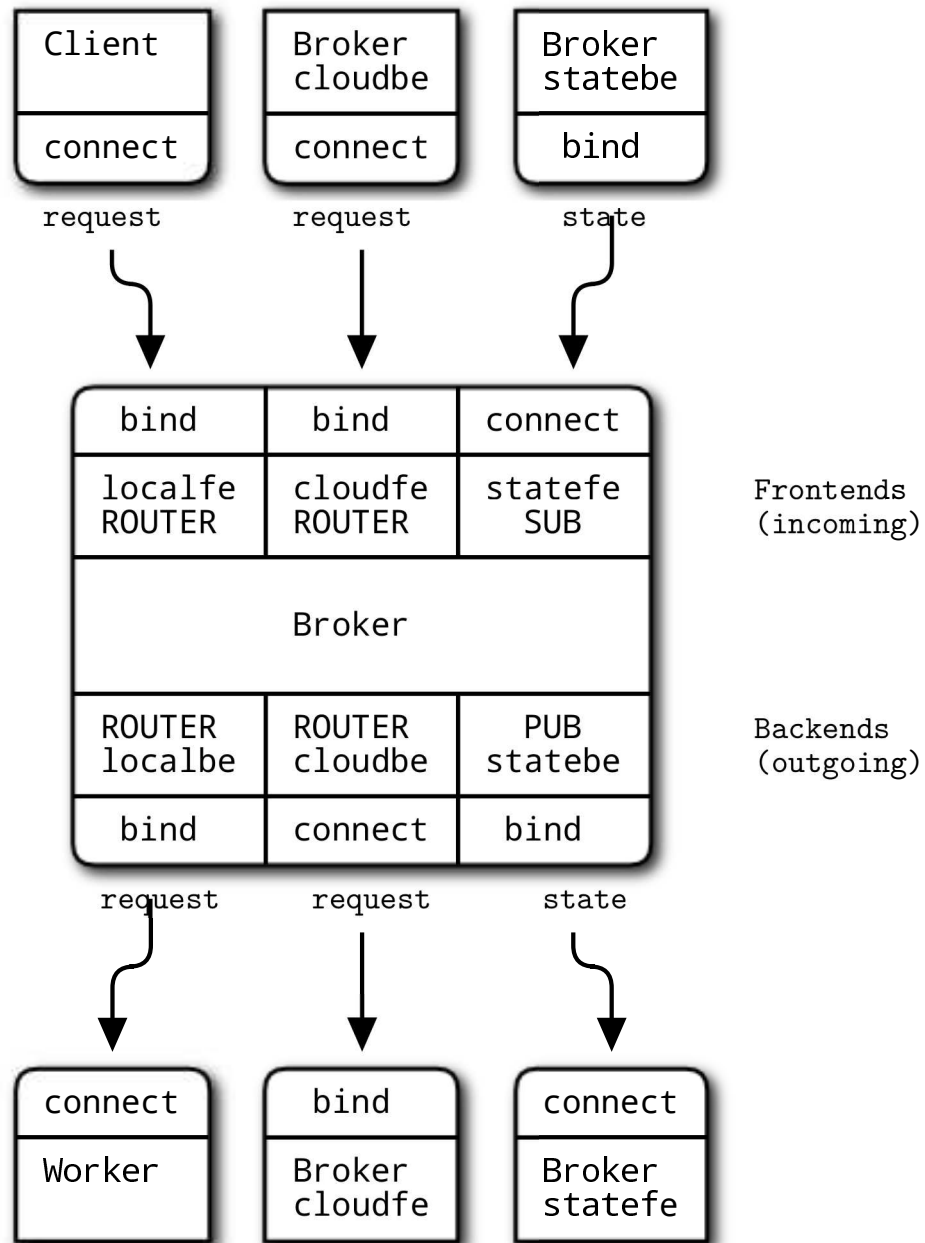 Client
connect
Broker
cloudbe
connect
Broker
statebe
bind
request
request
state
bind
bind
connect
localfe
ROUTER
cloudfe
ROUTER
statefe
SUB
Frontends
(incoming)
Broker
ROUTER
localbe
ROUTER
cloudbe
PUB
statebe
Backends
(outgoing)
bind
connect
bind
request
request
state
connect
Worker
bind
Broker
cloudfe
connect
Broker
statefe